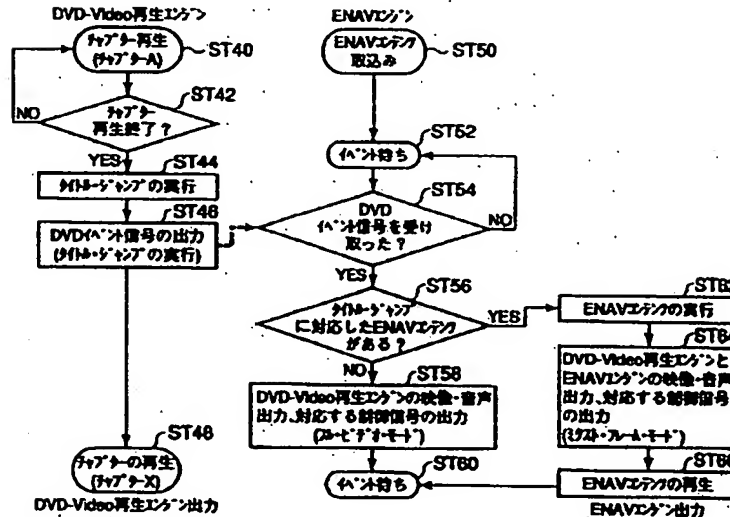 DVD-Video再生エンジン
チャプター再生
(チャプターA)
ST40
ST42
チャプター
再生終了?
NO
YES
ST44
タイトル・ジャンプの実行
ST46
DVDイベント信号の出力
(タイトル・ジャンプの実行)
ST48
チャプターの再生
(チャプターX)
DVD-Video再生エンジン出力
ENAVエンジン
ENAVコンテンツ
取込み
ST50
ST52
イベント待ち
ST54
DVD
イベント信号を受け
取った?
NO
YES
ST56
タイトル・ジャンプ
に対応したENAVコンテンツ
がある?
YES
NO
ST58
DVD-Video再生エンジンの映像・音声
出力、対応する制御信号の出力
(フル・ビデオ・モード)
ST60
イベント待ち
ENAVコンテンツの実行
DVD-Video再生エンジンと
ENAVエンジンの映像・音声
出力、対応する制御信号
の出力
(ミクスト・フレーム・モード)
ENAVコンテンツの再生
ENAVエンジン出力